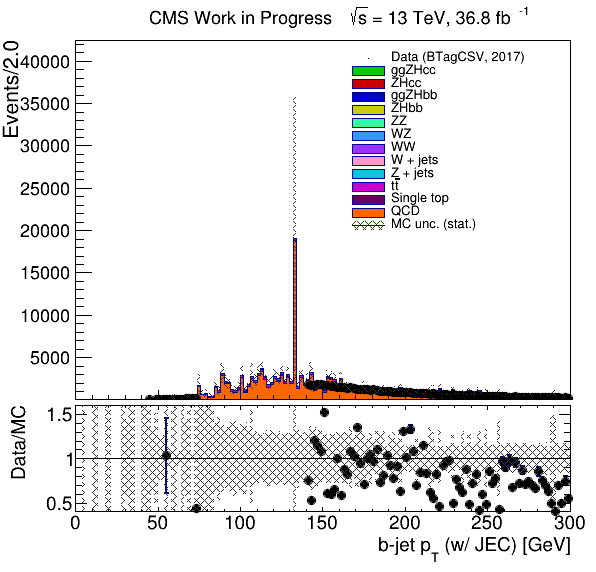 CMS Work in Progress √s = 13 TeV, 36.8 fb⁻¹
Events/2.0
40000
35000
30000
25000
20000
15000
10000
5000
Data (BTagCSV, 2017)
ggZHcc
ZHcc
ggZHbb
ZHbb
ZZ
WZ
WW
W + jets
Z + jets
tt̅
Single top
QCD
MC unc. (stat.)
Data/MC
1.5
1
0.5
0 50 100 150 200 250 300
b-jet p_T (w/ JEC) [GeV]